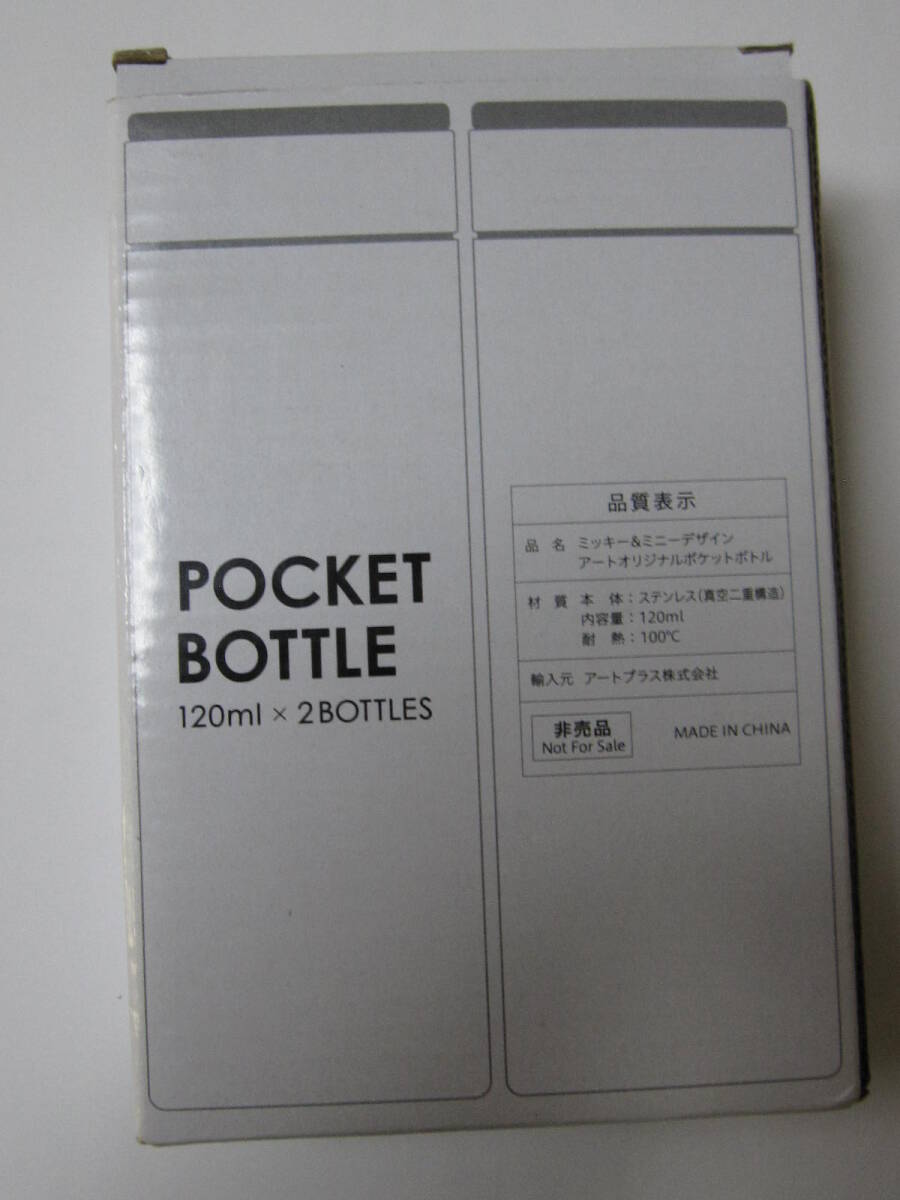 POCKET
BOTTLE
120ml × 2BOTTLES
品質表示
品 名 ミッキー&ミニーデザイン
アートオリジナルポケットボトル
材 質 本 体：ステンレス(真空二重構造)
内容量：120ml
耐 熱：100℃
輸入元 アートプラス株式会社
非売品
Not For Sale
MADE IN CHINA